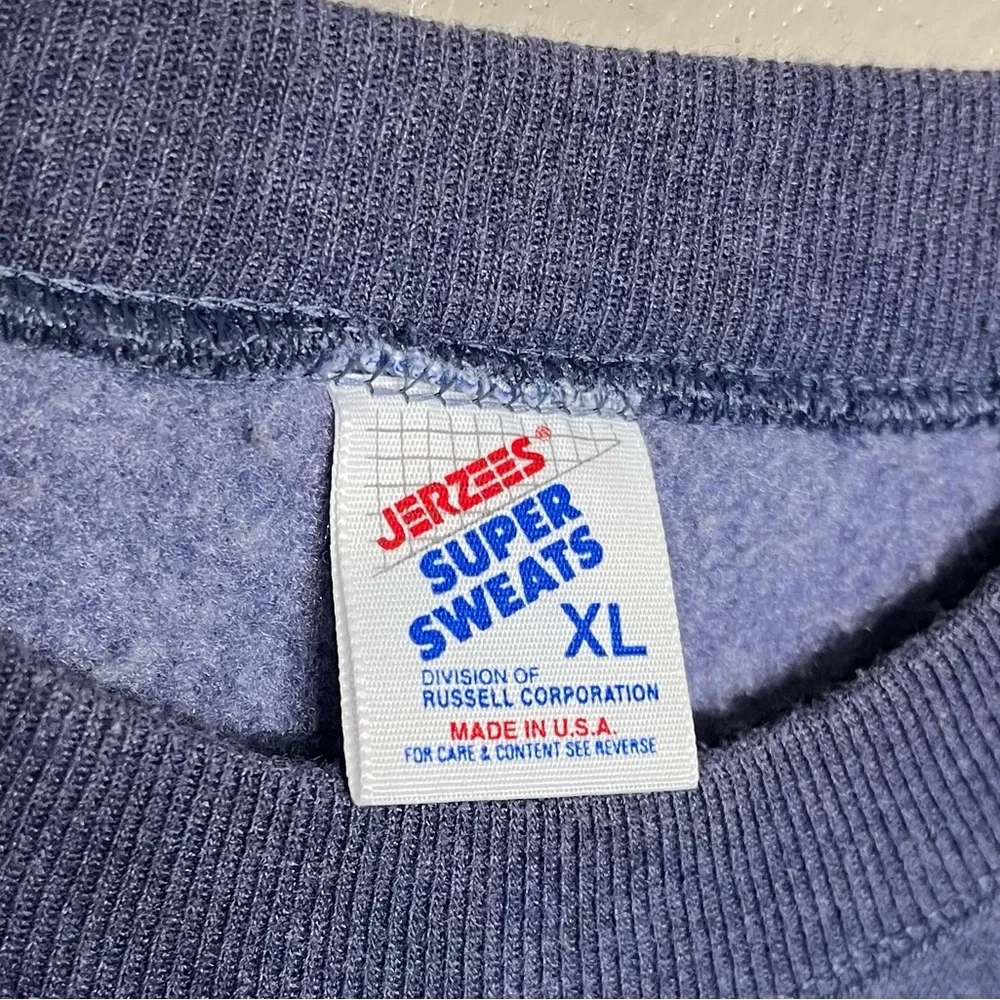 JERZEES®
SUPER
SWEATS
XL
DIVISION OF
RUSSELL CORPORATION
MADE IN U.S.A.
FOR CARE & CONTENT SEE REVERSE